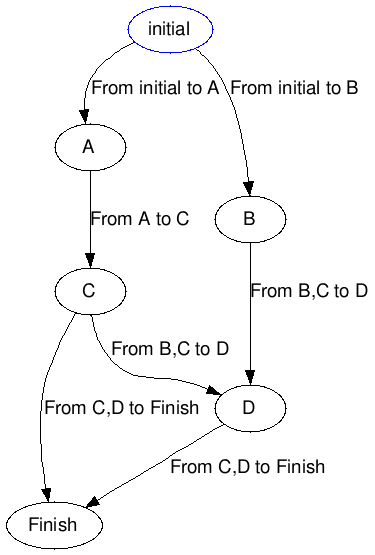 initial
From initial to A
From initial to B
A
From A to C
B
C
From B,C to D
From B,C to D
From C,D to Finish
D
From C,D to Finish
Finish